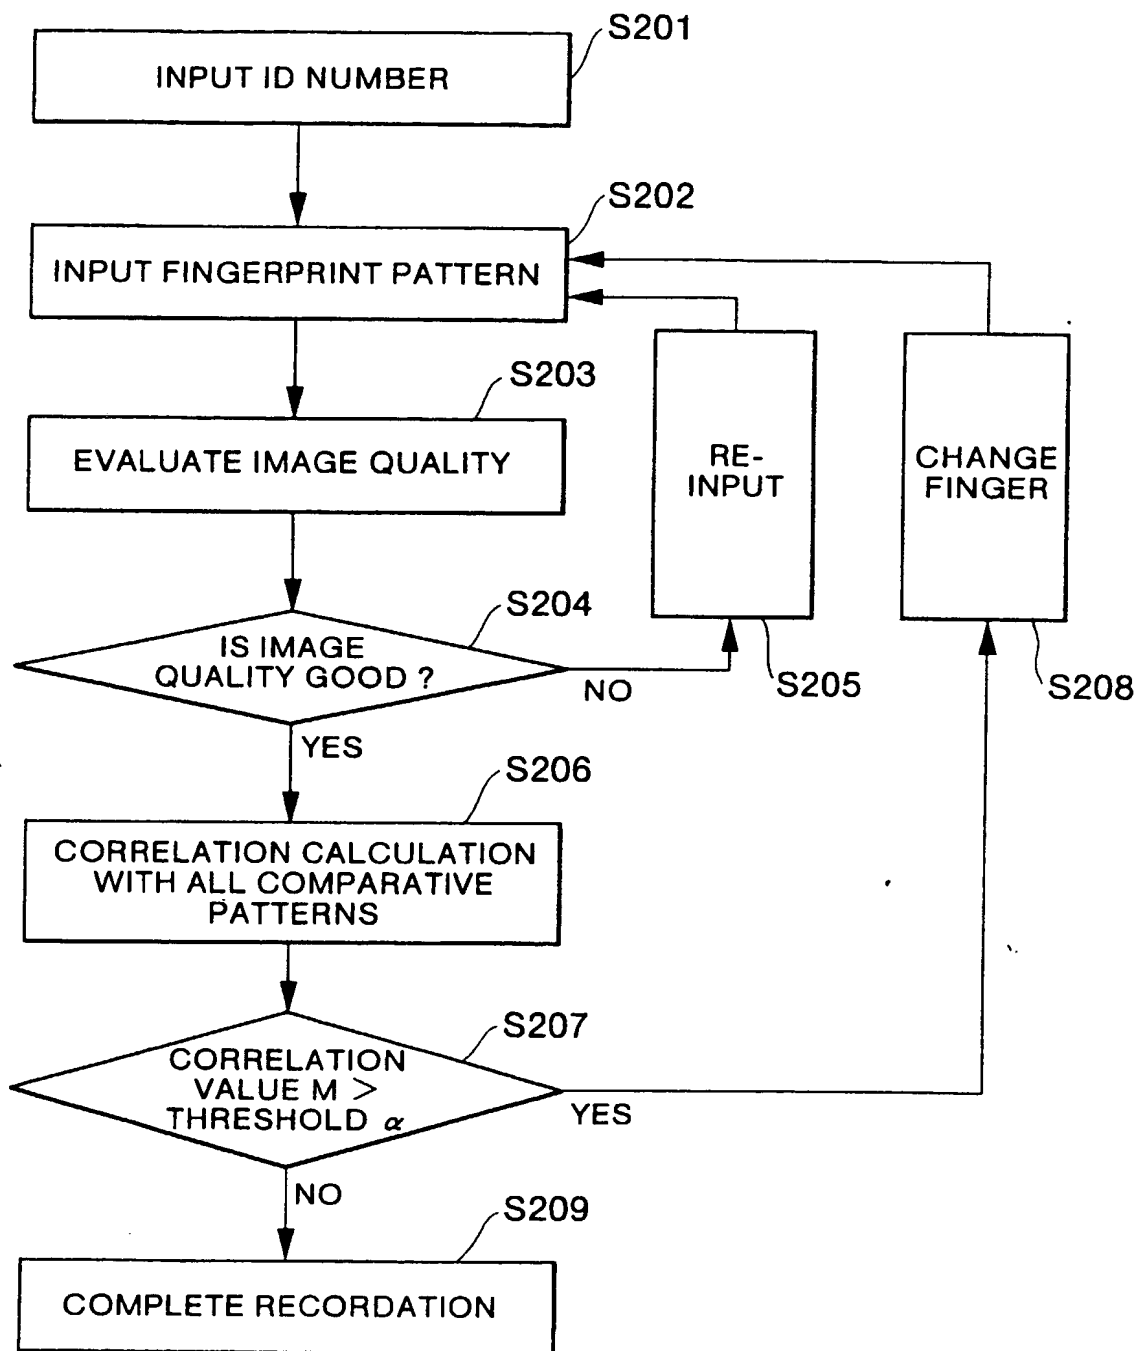 S201
INPUT ID NUMBER
S202
INPUT FINGERPRINT PATTERN
S203
EVALUATE IMAGE QUALITY
RE-
INPUT
CHANGE
FINGER
S204
IS IMAGE
QUALITY GOOD ?
NO
S205
S208
YES
S206
CORRELATION CALCULATION
WITH ALL COMPARATIVE
PATTERNS
S207
CORRELATION
VALUE M >
THRESHOLD α
YES
NO
S209
COMPLETE RECORDATION